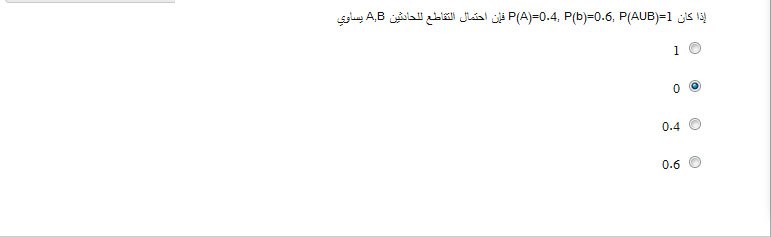 إذا كان P(A)=0.4, P(b)=0.6, P(AUB)=1 فإن احتمال التقاطع للحادثين A,B يساوي
1
0
0.4
0.6